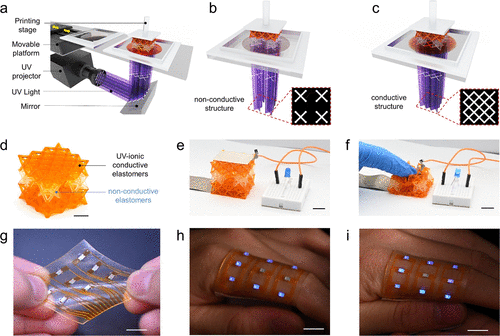 a
Printing
stage
Movable
platform
UV
projector
UV Light
Mirror
b
non-conductive
structure
c
conductive
structure
d
UV-ionic
conductive
elastomers
non-conductive
elastomers
e
f
g
h
i